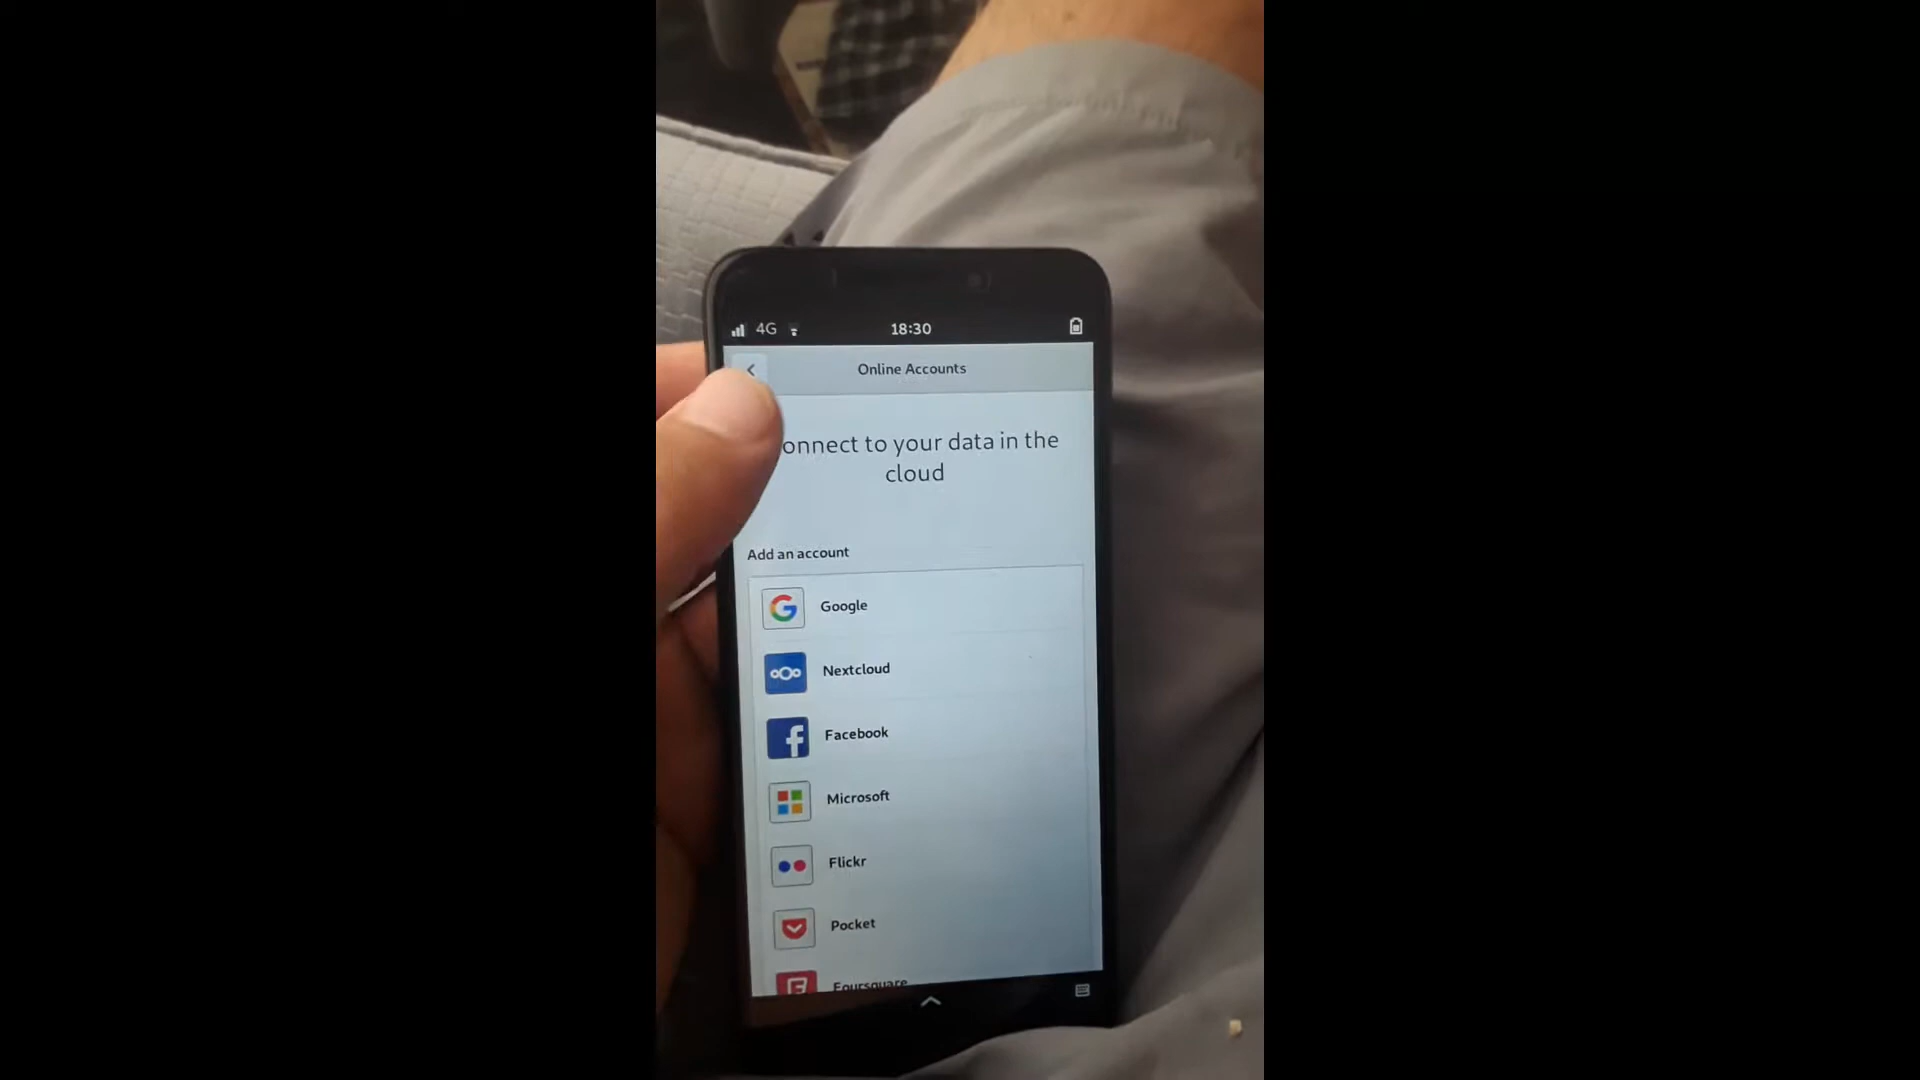 4G
18:30
Online Accounts
onnect to your data in the
cloud
Add an account
Google
Nextcloud
Facebook
Microsoft
Flickr
Pocket
Foursquare